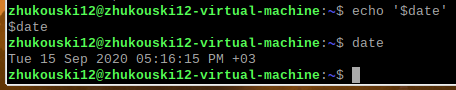 zhukouski12@zhukouski12-virtual-machine:~$ echo '$date'
$date
zhukouski12@zhukouski12-virtual-machine:~$ date
Tue 15 Sep 2020 05:16:15 PM +03
zhukouski12@zhukouski12-virtual-machine:~$